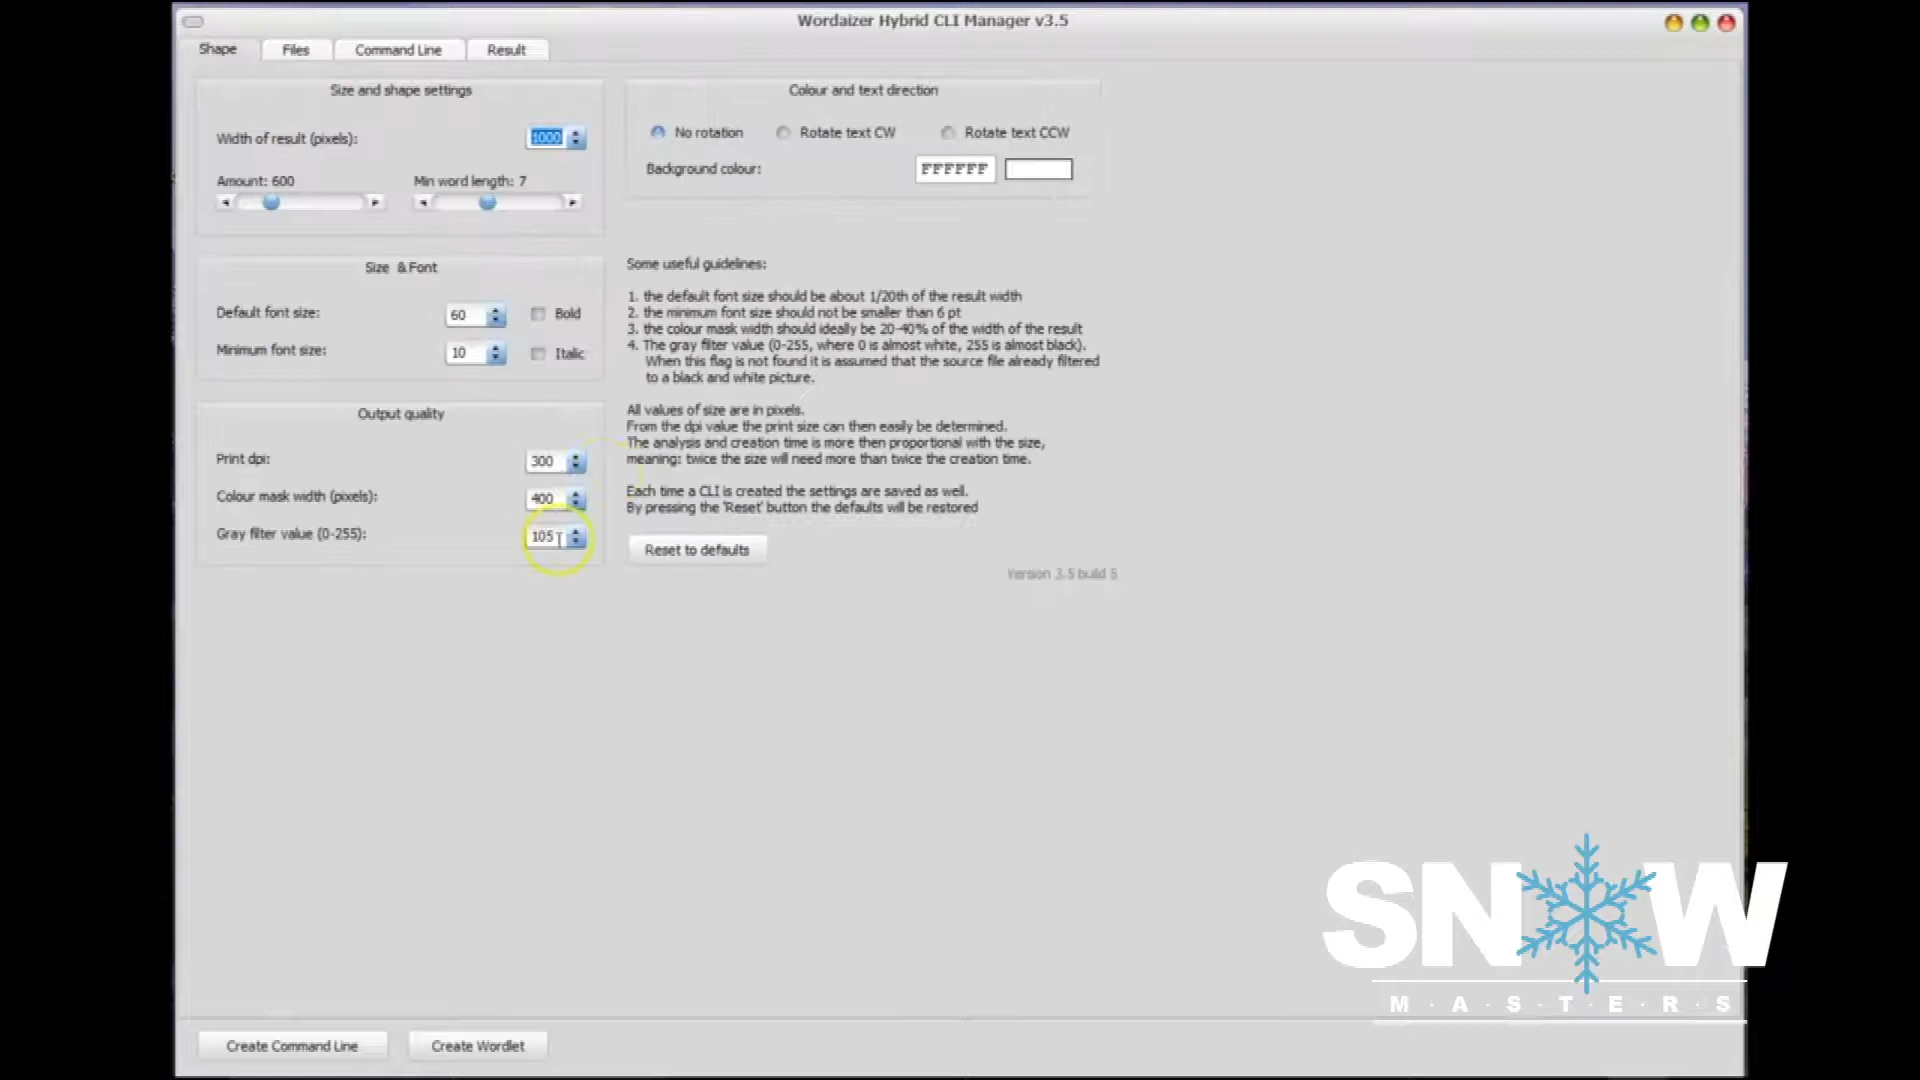 Wordaizer Hybrid CLI Manager v3.5
Shape Files Command Line Result
Size and shape settings
Width of result (pixels): 1000
Amount: 600 Min word length: 7
Colour and text direction
No rotation Rotate text CW Rotate text CCW
Background colour: FFFFFF
Size & Font
Default font size: 60 Bold
Minimum font size: 10 Italic
Output quality
Print dpi: 300
Colour mask width (pixels): 400
Gray filter value (0-255): 105
Some useful guidelines:
1. the default font size should be about 1/20th of the result width
2. the minimum font size should not be smaller than 6 pt
3. the colour mask width should ideally be 20-40% of the width of the result
4. The gray filter value (0-255, where 0 is almost white, 255 is almost black).
When this flag is not found it is assumed that the source file already filtered
to a black and white picture.
All values of size are in pixels.
From the dpi value the print size can then easily be determined.
The analysis and creation time is more then proportional with the size,
meaning: twice the size will need more than twice the creation time.
Each time a CLI is created the settings are saved as well.
By pressing the 'Reset' button the defaults will be restored
Reset to defaults
Version 3.5 build 5
SNOW
M·A·S·T·E·R·S
Create Command Line Create Wordlet